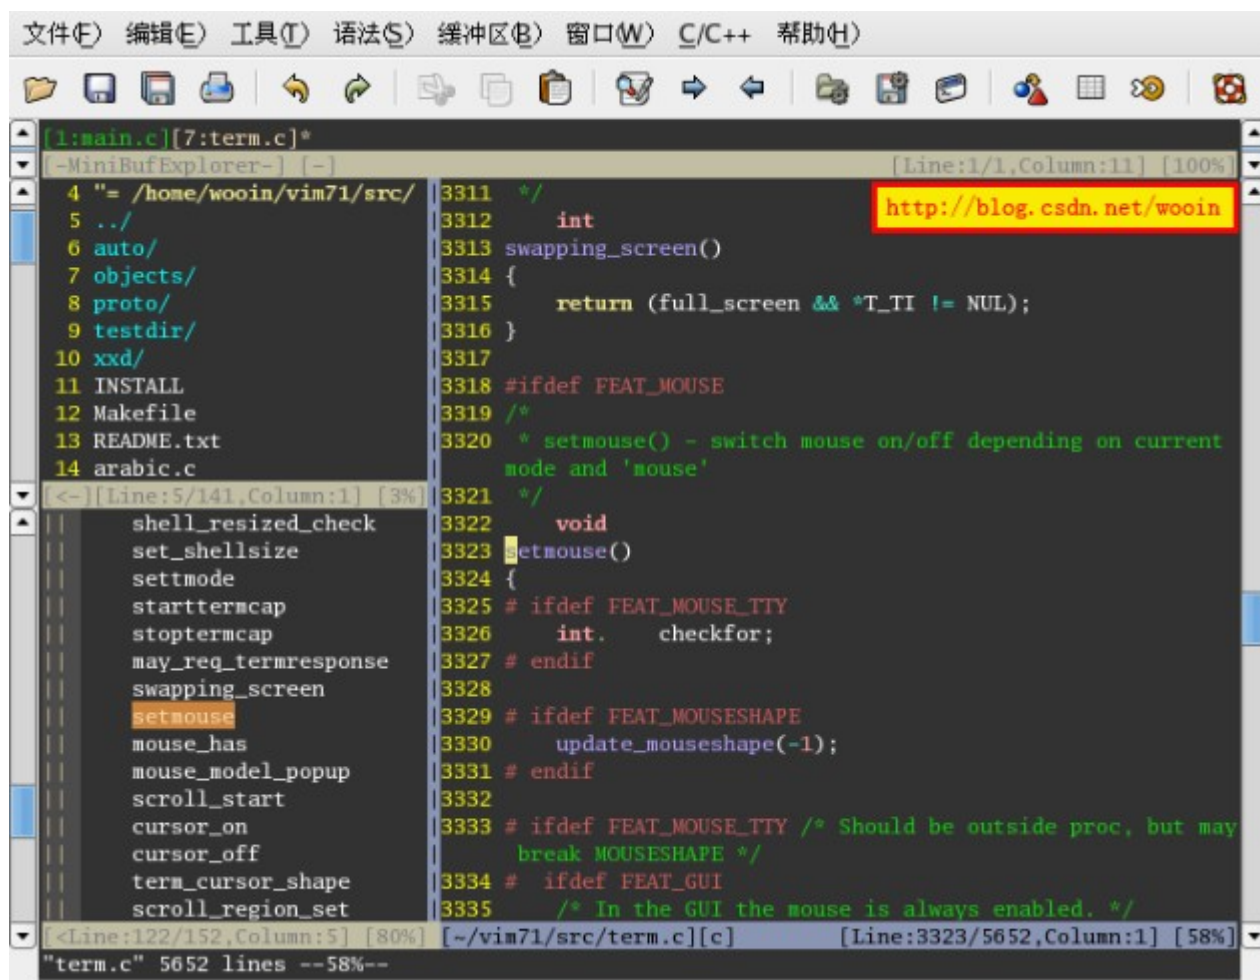 文件(F) 编辑(E) 工具(T) 语法(S) 缓冲区(B) 窗口(W) C/C++ 帮助(H)
[1:main.c][7:term.c]*
[-MiniBufExplorer-] [-] [Line:1/1,Column:11] [100%]
4 "= /home/wooin/vim71/src/
5 ../
6 auto/
7 objects/
8 proto/
9 testdir/
10 xxd/
11 INSTALL
12 Makefile
13 README.txt
14 arabic.c
[<-][Line:5/141,Column:1] [3%]
shell_resized_check
set_shellsize
settmode
starttermcap
stoptermcap
may_req_termresponse
swapping_screen
setmouse
mouse_has
mouse_model_popup
scroll_start
cursor_on
cursor_off
term_cursor_shape
scroll_region_set
[<Line:122/152,Column:5] [80%]
http://blog.csdn.net/wooin
3311 */
3312 int
3313 swapping_screen()
3314 {
3315 return (full_screen && *T_TI != NUL);
3316 }
3317
3318 #ifdef FEAT_MOUSE
3319 /*
3320 * setmouse() - switch mouse on/off depending on current
mode and 'mouse'
3321 */
3322 void
3323 setmouse()
3324 {
3325 # ifdef FEAT_MOUSE_TTY
3326 int. checkfor;
3327 # endif
3328
3329 # ifdef FEAT_MOUSESHAPE
3330 update_mouseshape(-1);
3331 # endif
3332
3333 # ifdef FEAT_MOUSE_TTY /* Should be outside proc, but may
break MOUSESHAPE */
3334 # ifdef FEAT_GUI
3335 /* In the GUI the mouse is always enabled. */
[~/vim71/src/term.c][c] [Line:3323/5652,Column:1] [58%]
"term.c" 5652 lines --58%--